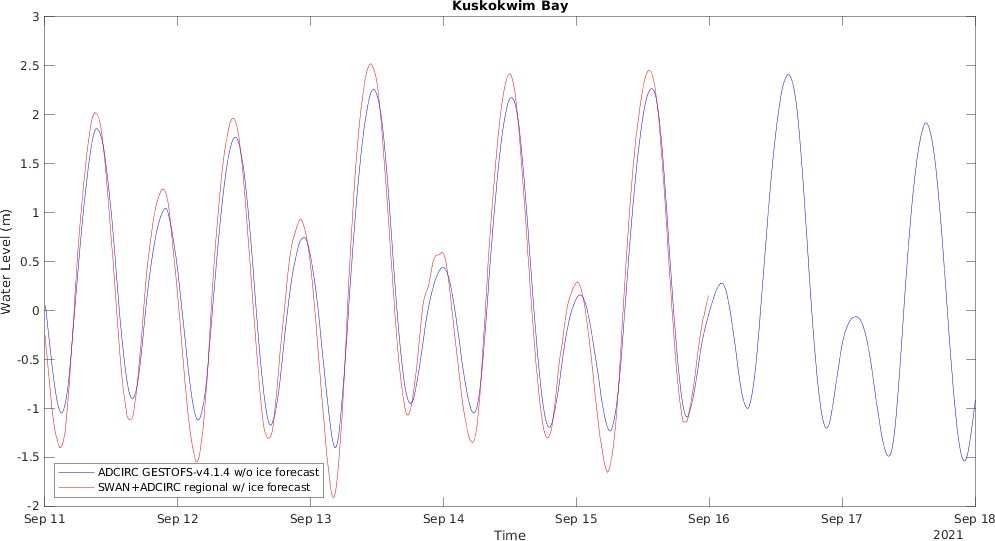 Kuskokwim Bay
3
2.5
2
1.5
1
0.5
0
-0.5
-1
-1.5
-2
Water Level (m)
ADCIRC GESTOFS-v4.1.4 w/o ice forecast
SWAN+ADCIRC regional w/ ice forecast
Sep 11 Sep 12 Sep 13 Sep 14 Sep 15 Sep 16 Sep 17 Sep 18
Time
2021